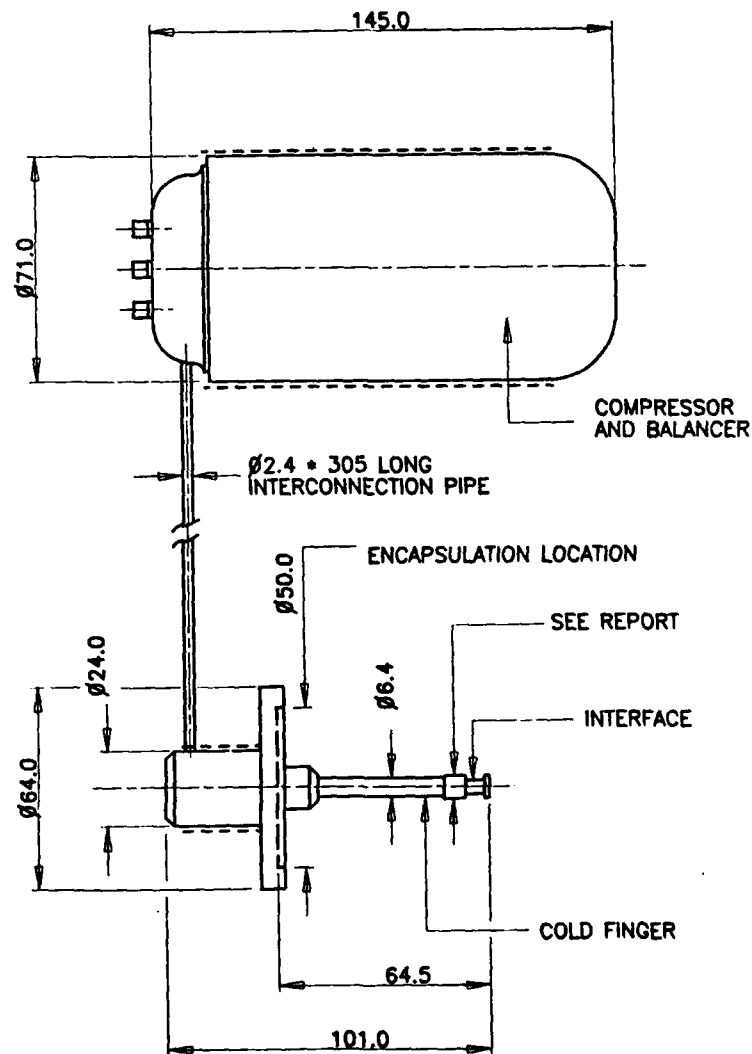 145.0
Ø71.0
COMPRESSOR
AND BALANCER
Ø2.4 * 305 LONG
INTERCONNECTION PIPE
ENCAPSULATION LOCATION
Ø50.0
SEE REPORT
Ø24.0
Ø6.4
INTERFACE
Ø64.0
COLD FINGER
64.5
101.0